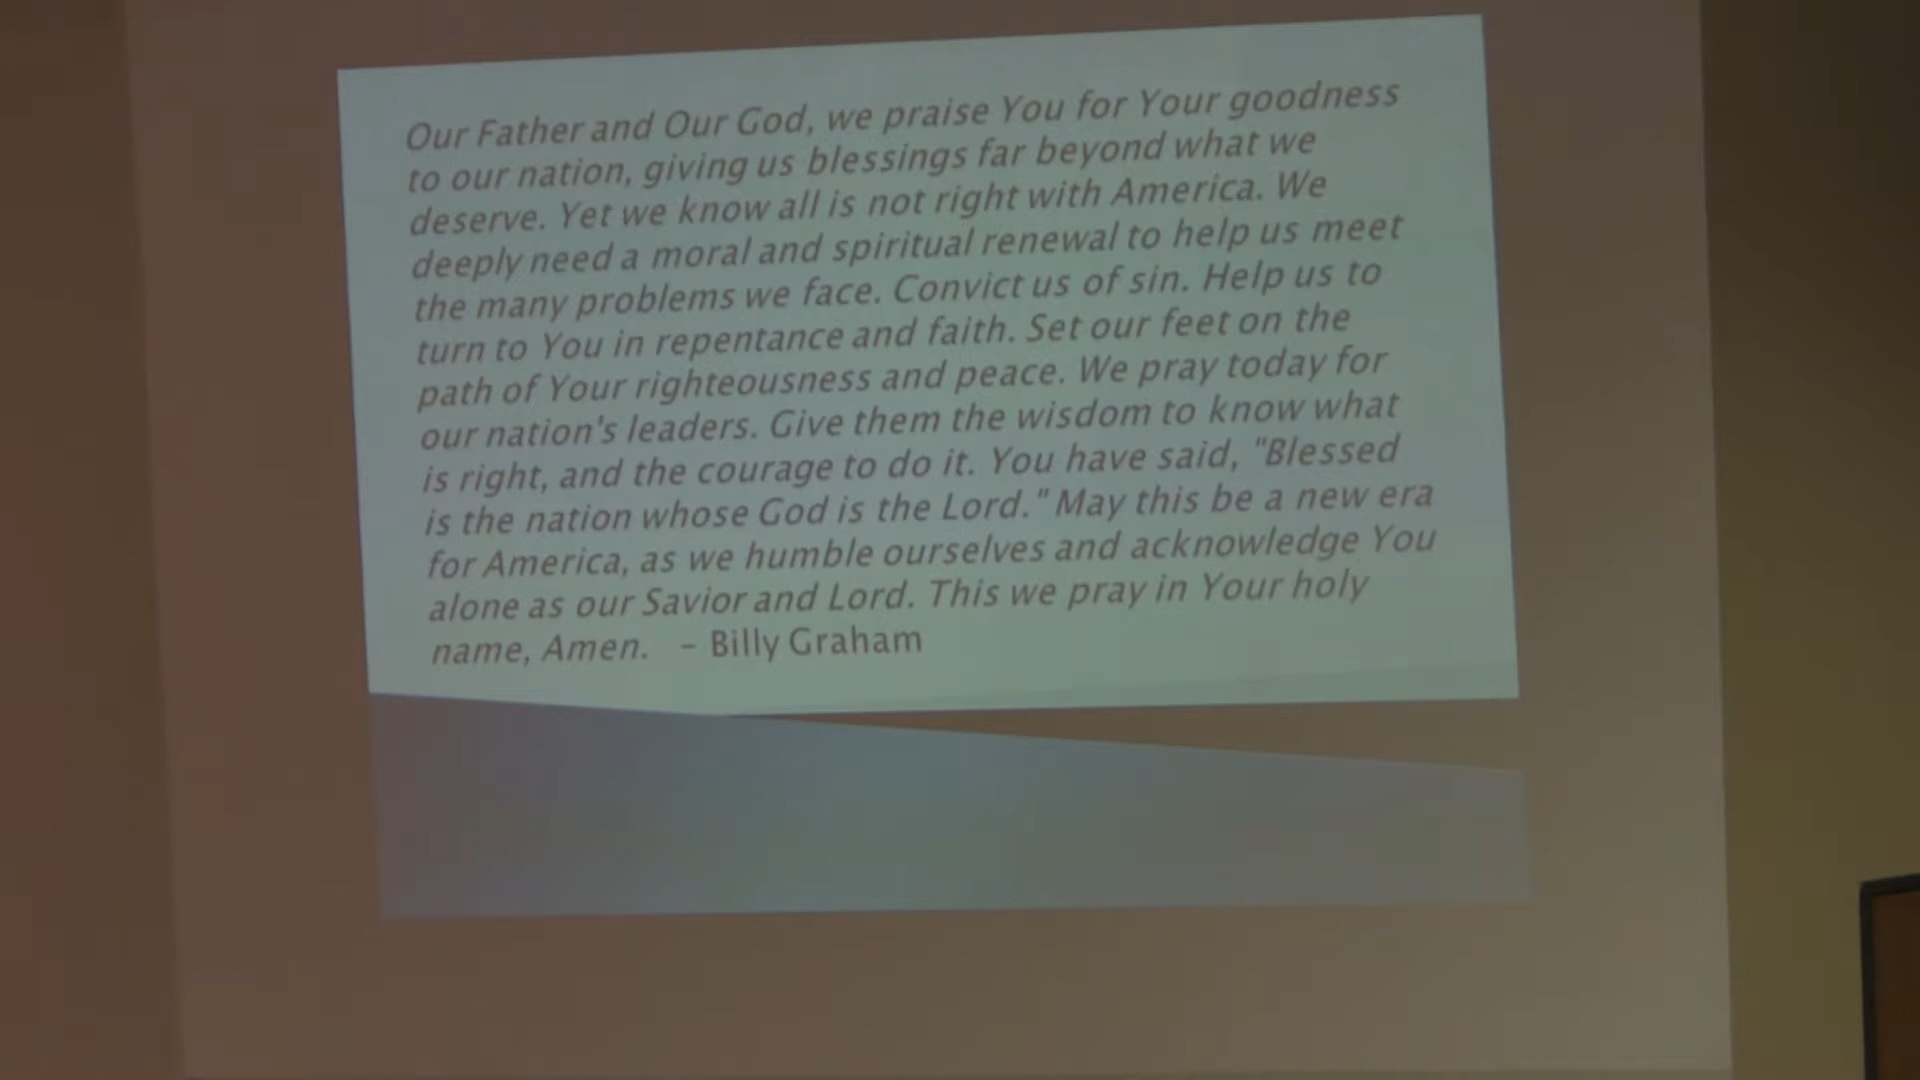 Our Father and Our God, we praise You for Your goodness
to our nation, giving us blessings far beyond what we
deserve. Yet we know all is not right with America. We
deeply need a moral and spiritual renewal to help us meet
the many problems we face. Convict us of sin. Help us to
turn to You in repentance and faith. Set our feet on the
path of Your righteousness and peace. We pray today for
our nation's leaders. Give them the wisdom to know what
is right, and the courage to do it. You have said, "Blessed
is the nation whose God is the Lord." May this be a new era
for America, as we humble ourselves and acknowledge You
alone as our Savior and Lord. This we pray in Your holy
name, Amen. – Billy Graham